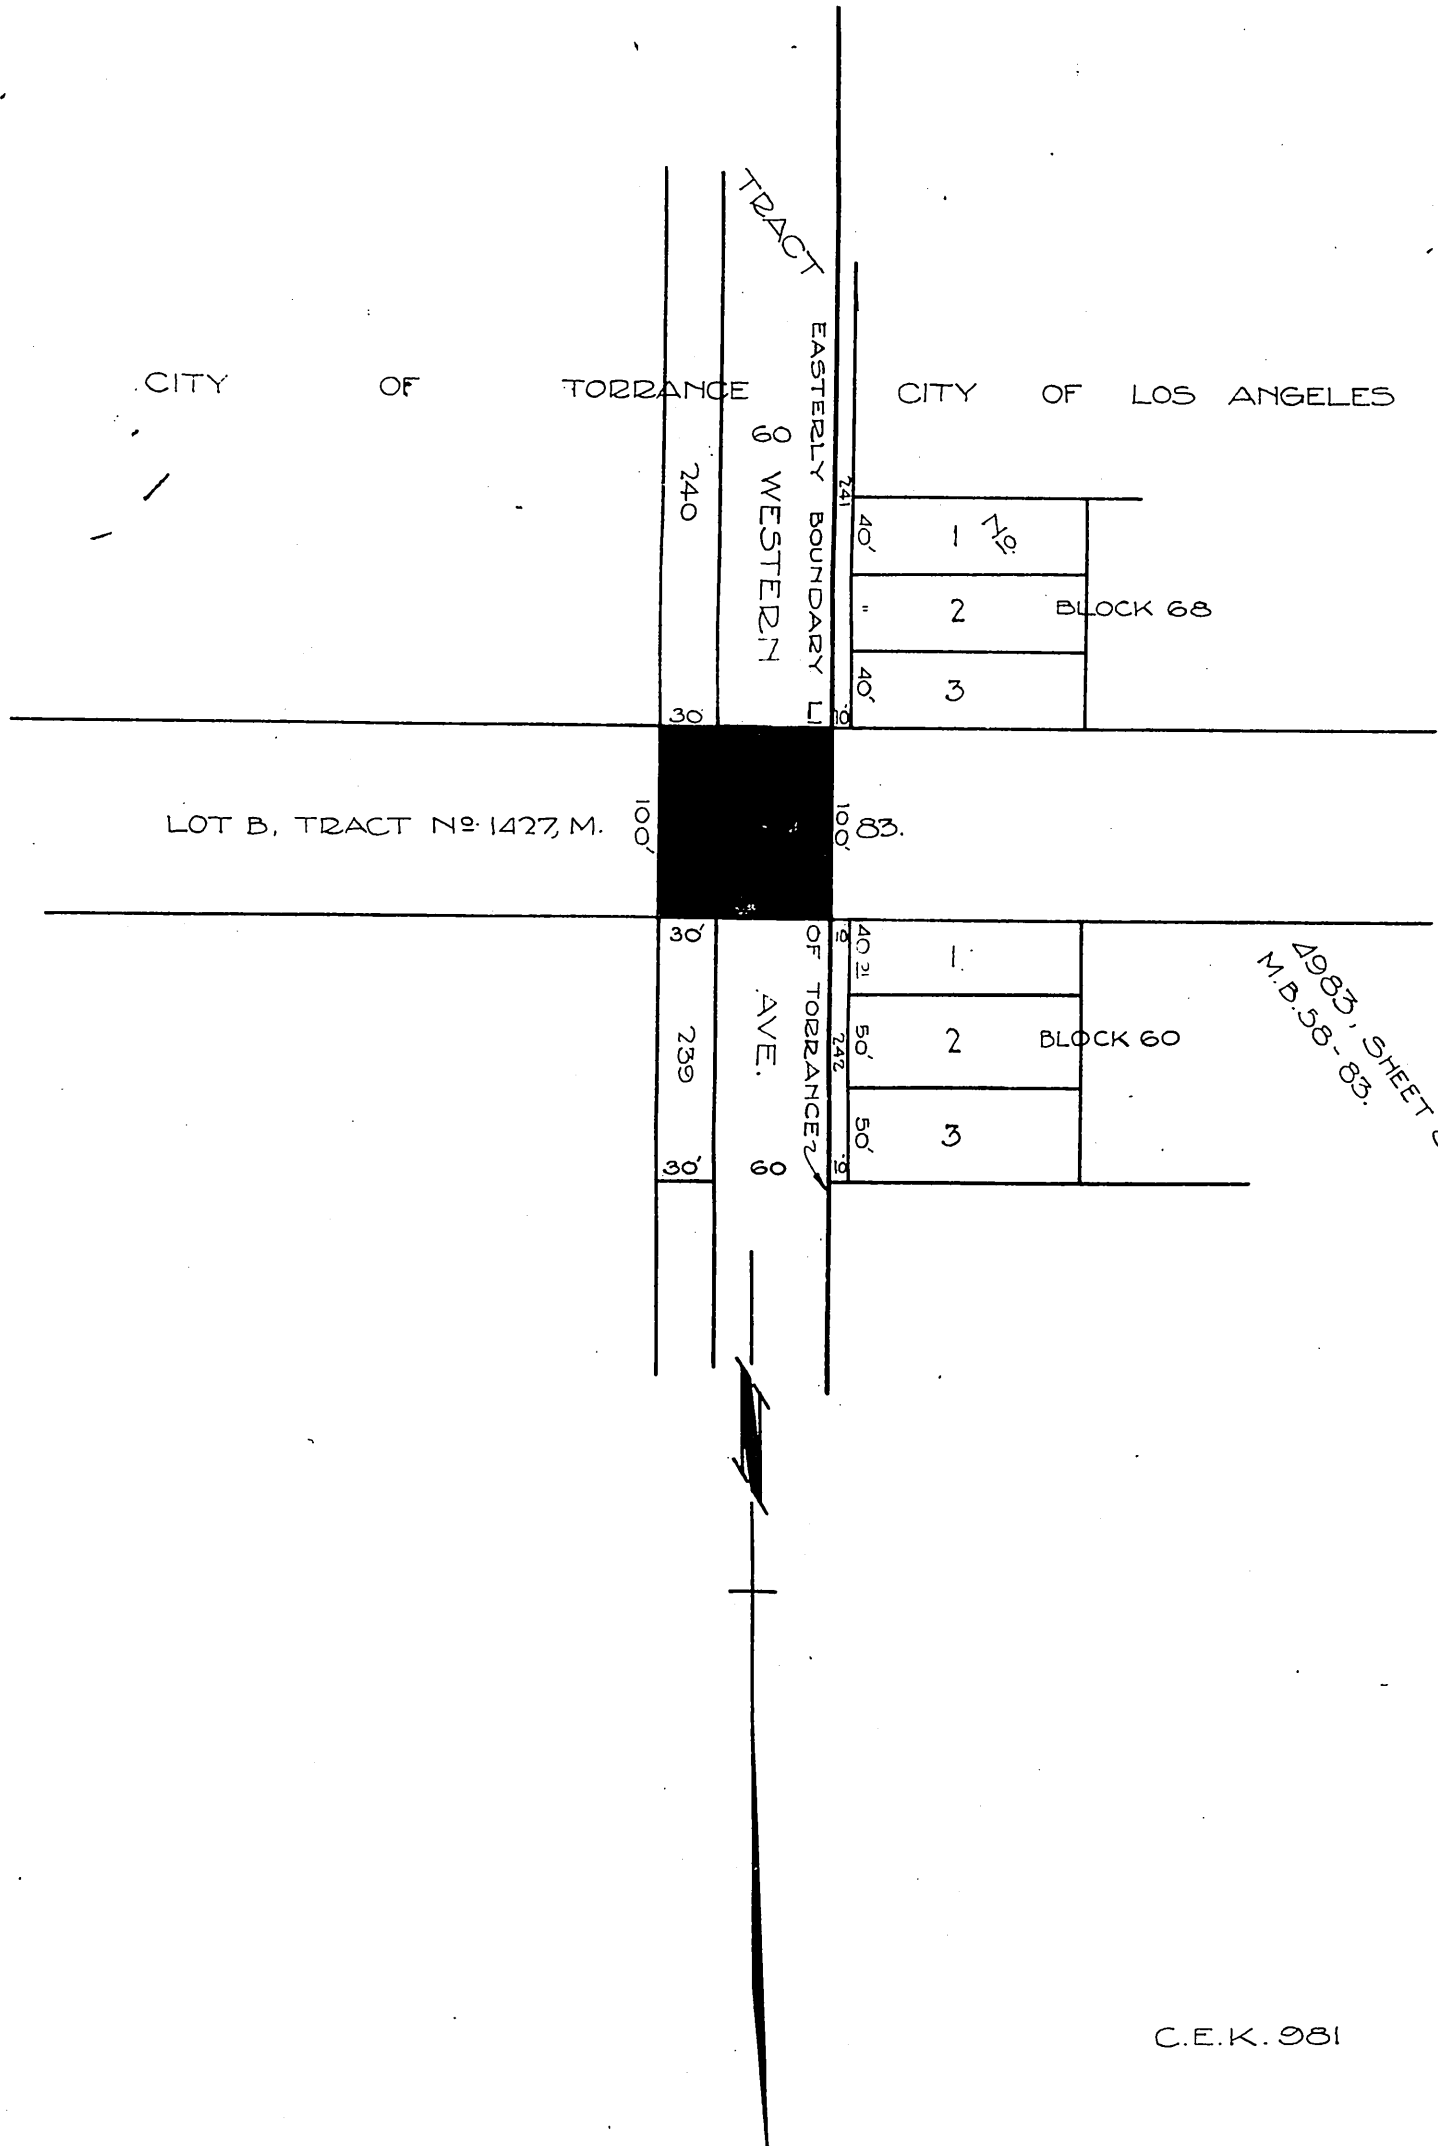 TRACT
EASTERLY BOUNDARY LI
CITY OF TORRANCE
CITY OF LOS ANGELES
60
WESTERN
240
241
40'
1
No.
"
2
BLOCK 68
40'
3
30
10'
LOT B, TRACT No. 1427, M.
100'
100'
83.
30'
OF TORRANCE
10'
40 21
1.
4983, SHEET
M.B. 58-83.
AVE.
239
242
50'
2
BLOCK 60
50'
3
30'
60
10'
C.E.K. 981